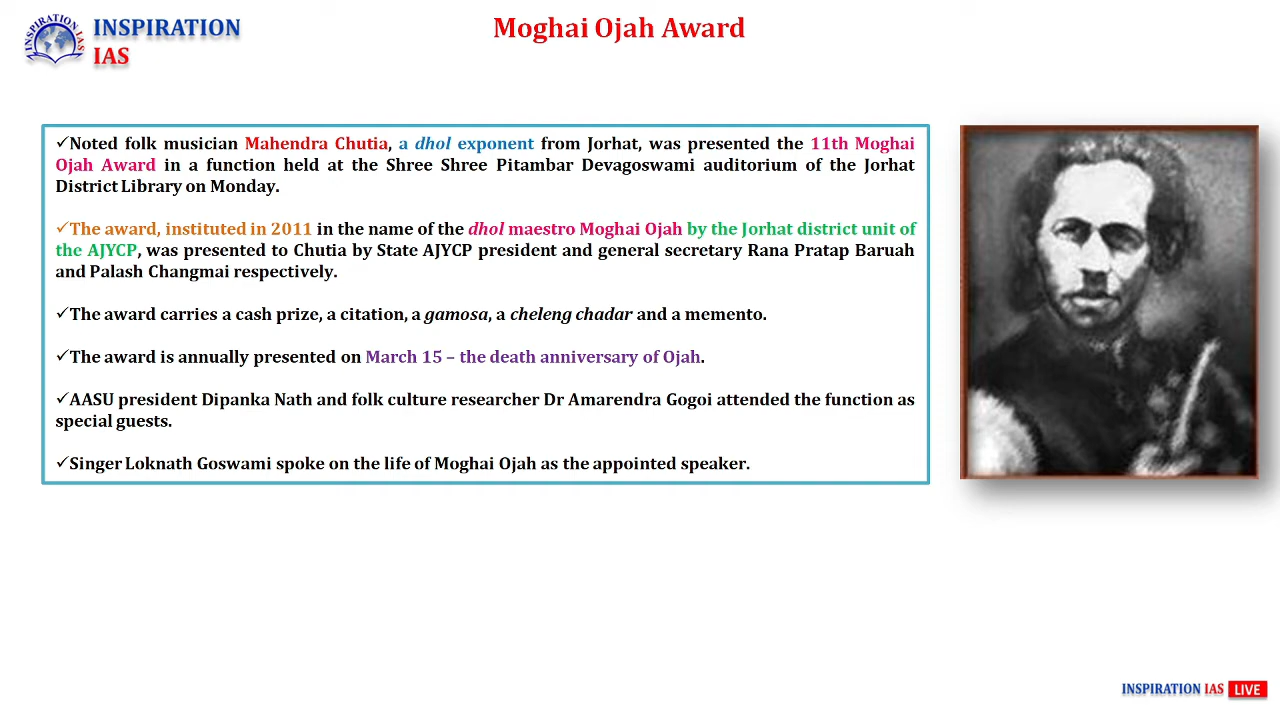 INSPIRATION IAS
INSPIRATION
IAS
Moghai Ojah Award
✓Noted folk musician Mahendra Chutia, a dhol exponent from Jorhat, was presented the 11th Moghai
Ojah Award in a function held at the Shree Shree Pitambar Devagoswami auditorium of the Jorhat
District Library on Monday.
✓The award, instituted in 2011 in the name of the dhol maestro Moghai Ojah by the Jorhat district unit of
the AJYCP, was presented to Chutia by State AJYCP president and general secretary Rana Pratap Baruah
and Palash Changmai respectively.
✓The award carries a cash prize, a citation, a gamosa, a cheleng chadar and a memento.
✓The award is annually presented on March 15 – the death anniversary of Ojah.
✓AASU president Dipanka Nath and folk culture researcher Dr Amarendra Gogoi attended the function as
special guests.
✓Singer Loknath Goswami spoke on the life of Moghai Ojah as the appointed speaker.
INSPIRATION IAS LIVE